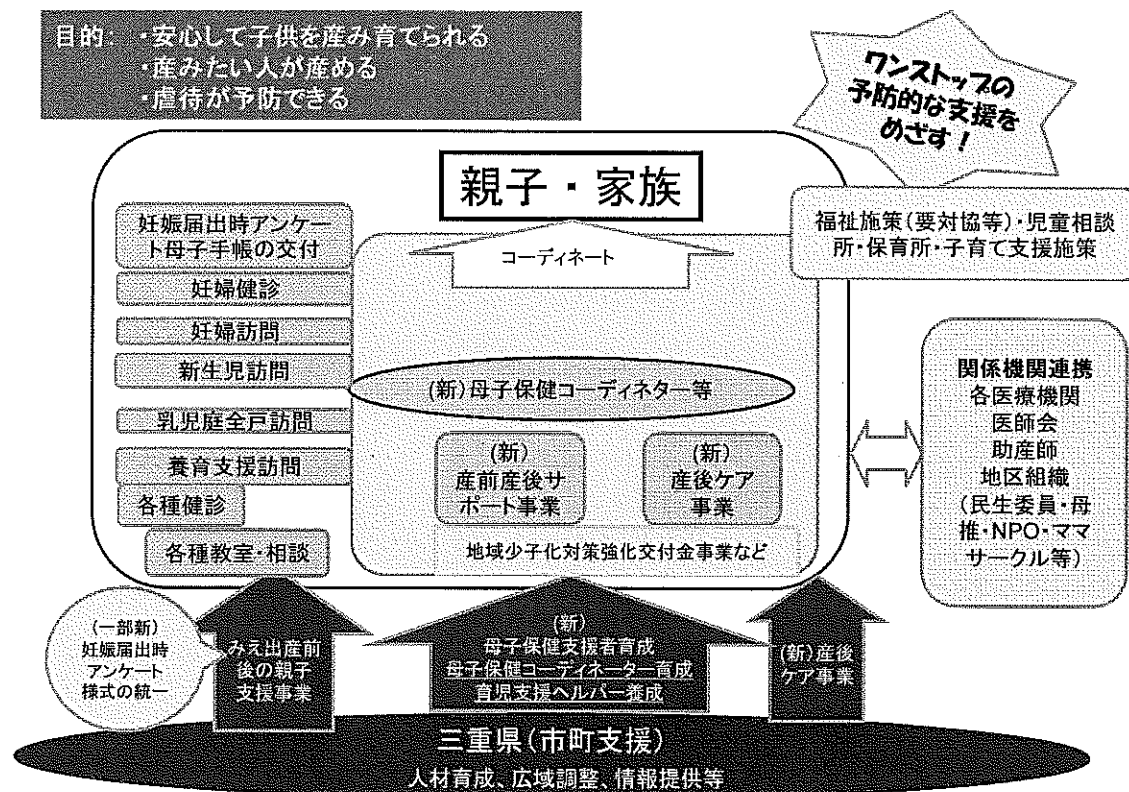 目的: ・安心して子供を産み育てられる
・産みたい人が産める
・虐待が予防できる
ワンストップの
予防的な支援を
めざす!
親子・家族
コーディネート
福祉施策(要対協等)・児童相談
所・保育所・子育て支援施策
妊娠届出時アンケー
ト母子手帳の交付
妊婦健診
妊婦訪問
新生児訪問
乳児庭全戸訪問
養育支援訪問
各種健診
各種教室・相談
(新)母子保健コーディネター等
(新)
産前産後サ
ポート事業
(新)
産後ケア
事業
地域少子化対策強化交付金事業など
関係機関連携
各医療機関
医師会
助産師
地区組織
(民生委員・母
推・NPO・ママ
サークル等)
(一部新)
妊娠届出時
アンケート
様式の統一
みえ出産前
後の親子
支援事業
(新)
母子保健支援者育成
母子保健コーディネーター育成
育児支援ヘルパー養成
(新)産後
ケア事業
三重県(市町支援)
人材育成、広域調整、情報提供等